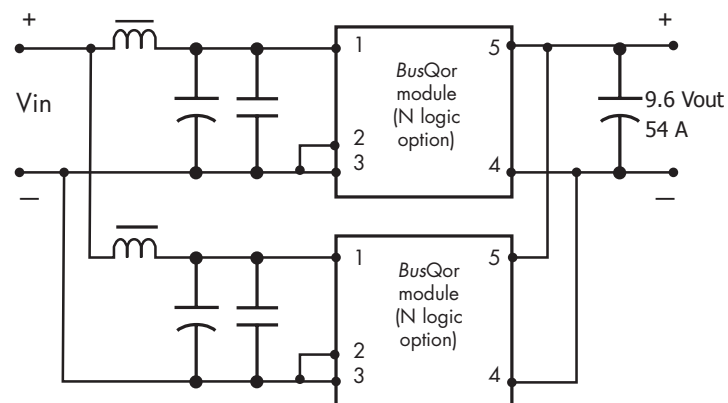 +
Vin
—
1
2
3
5
4
BusQor
module
(N logic
option)
+
9.6 Vout
54 A
—
1
2
3
5
4
BusQor
module
(N logic
option)